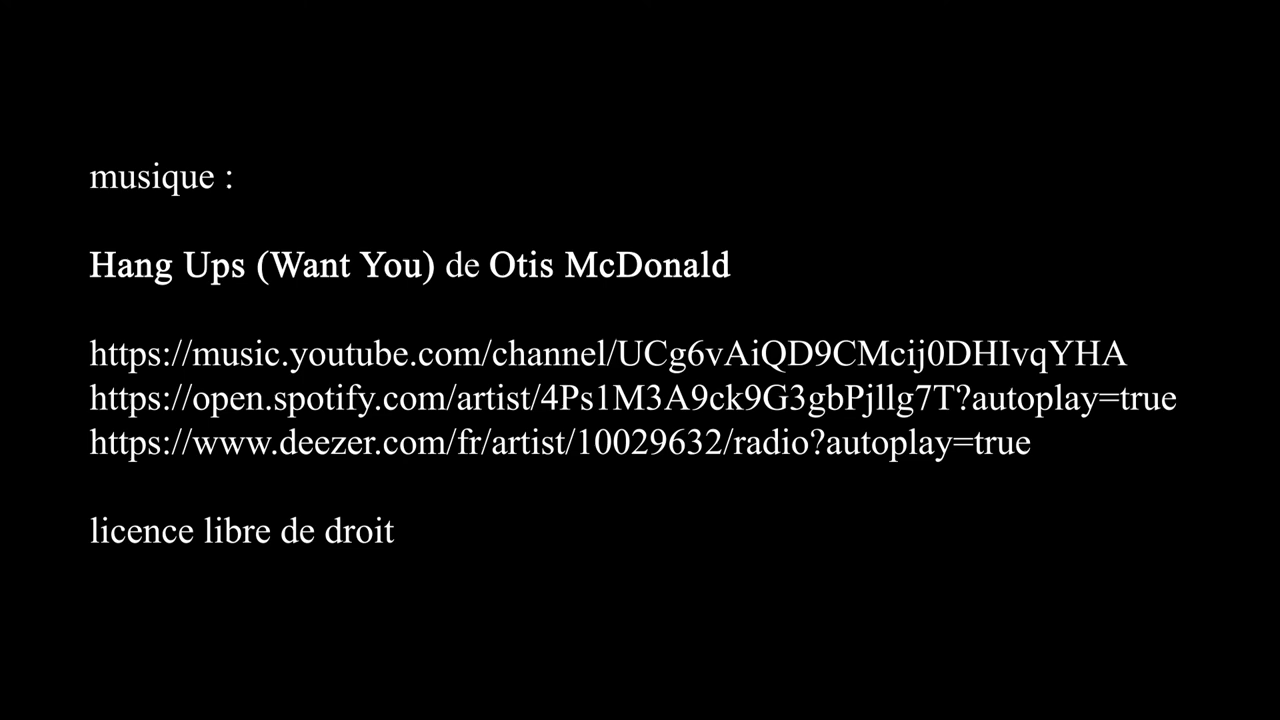 musique :
Hang Ups (Want You) de Otis McDonald
https://music.youtube.com/channel/UCg6vAiQD9CMcij0DHIvqYHA
https://open.spotify.com/artist/4Ps1M3A9ck9G3gbPjllg7T?autoplay=true
https://www.deezer.com/fr/artist/10029632/radio?autoplay=true
licence libre de droit